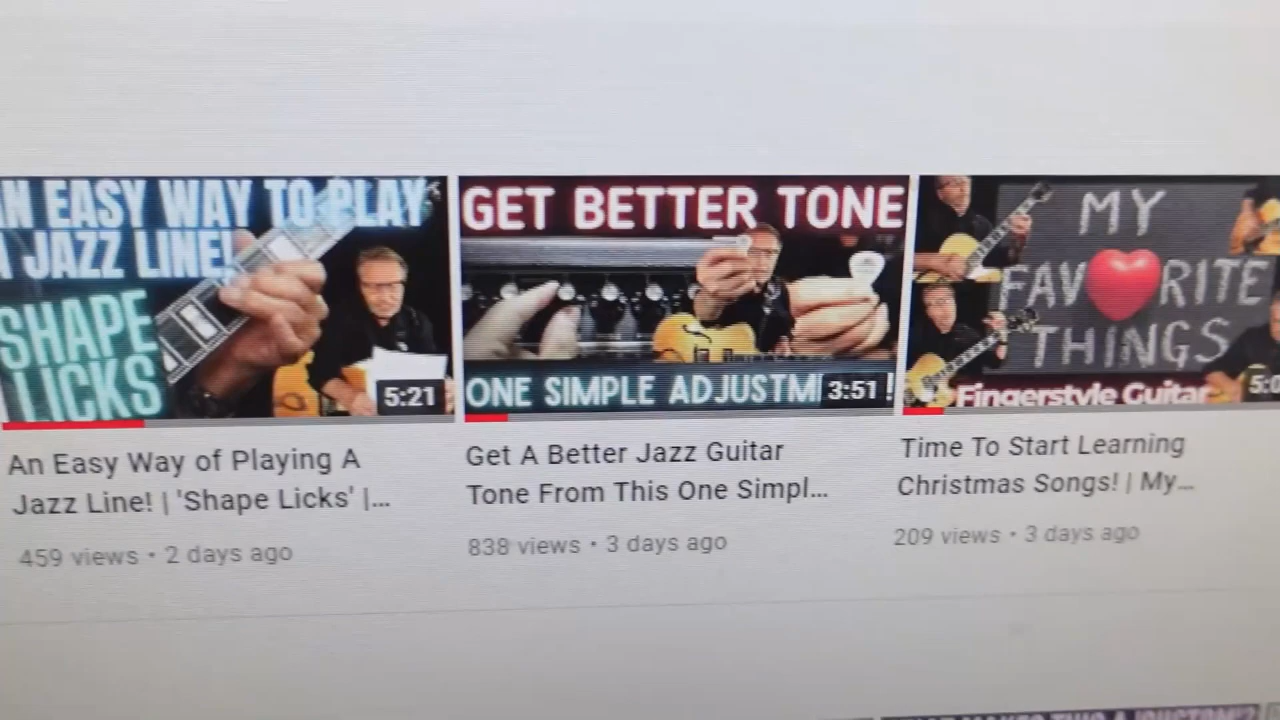 N EASY WAY TO PLAY
A JAZZ LINE!
SHAPE
LICKS
5:21
An Easy Way of Playing A
Jazz Line! | 'Shape Licks' |...
459 views • 2 days ago
GET BETTER TONE
ONE SIMPLE ADJUSTM !
3:51
Get A Better Jazz Guitar
Tone From This One Simpl...
838 views • 3 days ago
MY
FAV RITE
THINGS
Fingerstyle Guitar
5:0
Time To Start Learning
Christmas Songs! | My...
209 views • 3 days ago